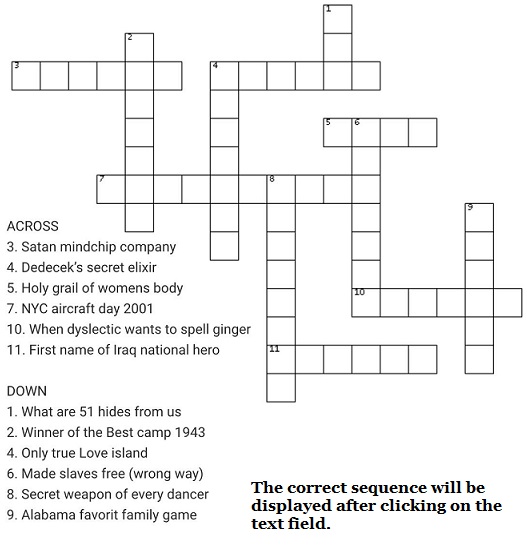 1
2
3
4
5
6
7
8
9
10
11
ACROSS
3. Satan mindchip company
4. Dedecek's secret elixir
5. Holy grail of womens body
7. NYC aircraft day 2001
10. When dyslectic wants to spell ginger
11. First name of Iraq national hero
DOWN
1. What are 51 hides from us
2. Winner of the Best camp 1943
4. Only true Love island
6. Made slaves free (wrong way)
8. Secret weapon of every dancer
9. Alabama favorit family game
The correct sequence will be
displayed after clicking on the
text field.